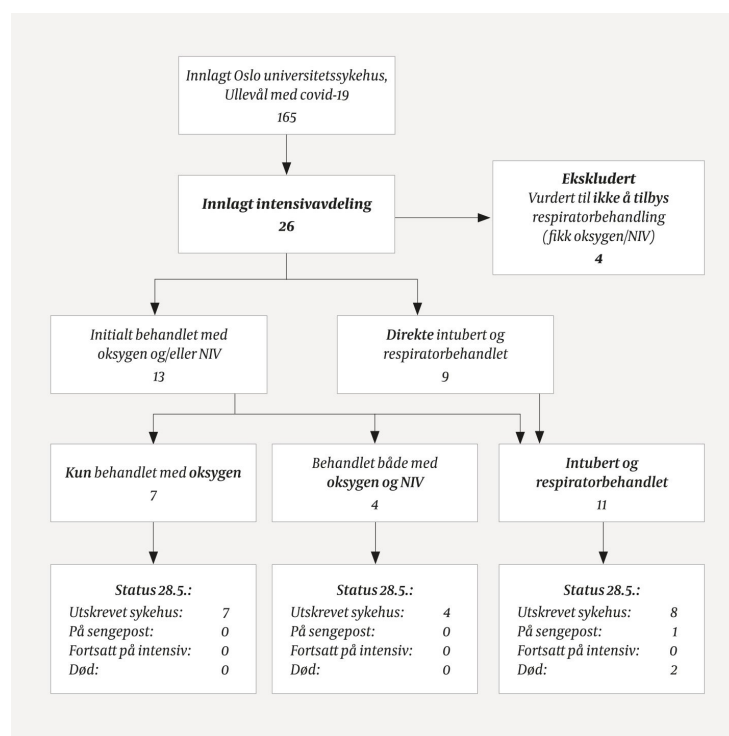 Innlagt Oslo universitetssykehus,
Ullevål med covid-19
165
Innlagt intensivavdeling
26
Ekskludert
Vurdert til ikke å tilbys
respiratorbehandling
(fikk oksygen/NIV)
4
Initialt behandlet med
oksygen og/eller NIV
13
Direkte intubert og
respiratorbehandlet
9
Kun behandlet med oksygen
7
Behandlet både med
oksygen og NIV
4
Intubert og
respiratorbehandlet
11
Status 28.5.:
Utskrevet sykehus: 7
På sengepost: 0
Fortsatt på intensiv: 0
Død: 0
Status 28.5.:
Utskrevet sykehus: 4
På sengepost: 0
Fortsatt på intensiv: 0
Død: 0
Status 28.5.:
Utskrevet sykehus: 8
På sengepost: 1
Fortsatt på intensiv: 0
Død: 2